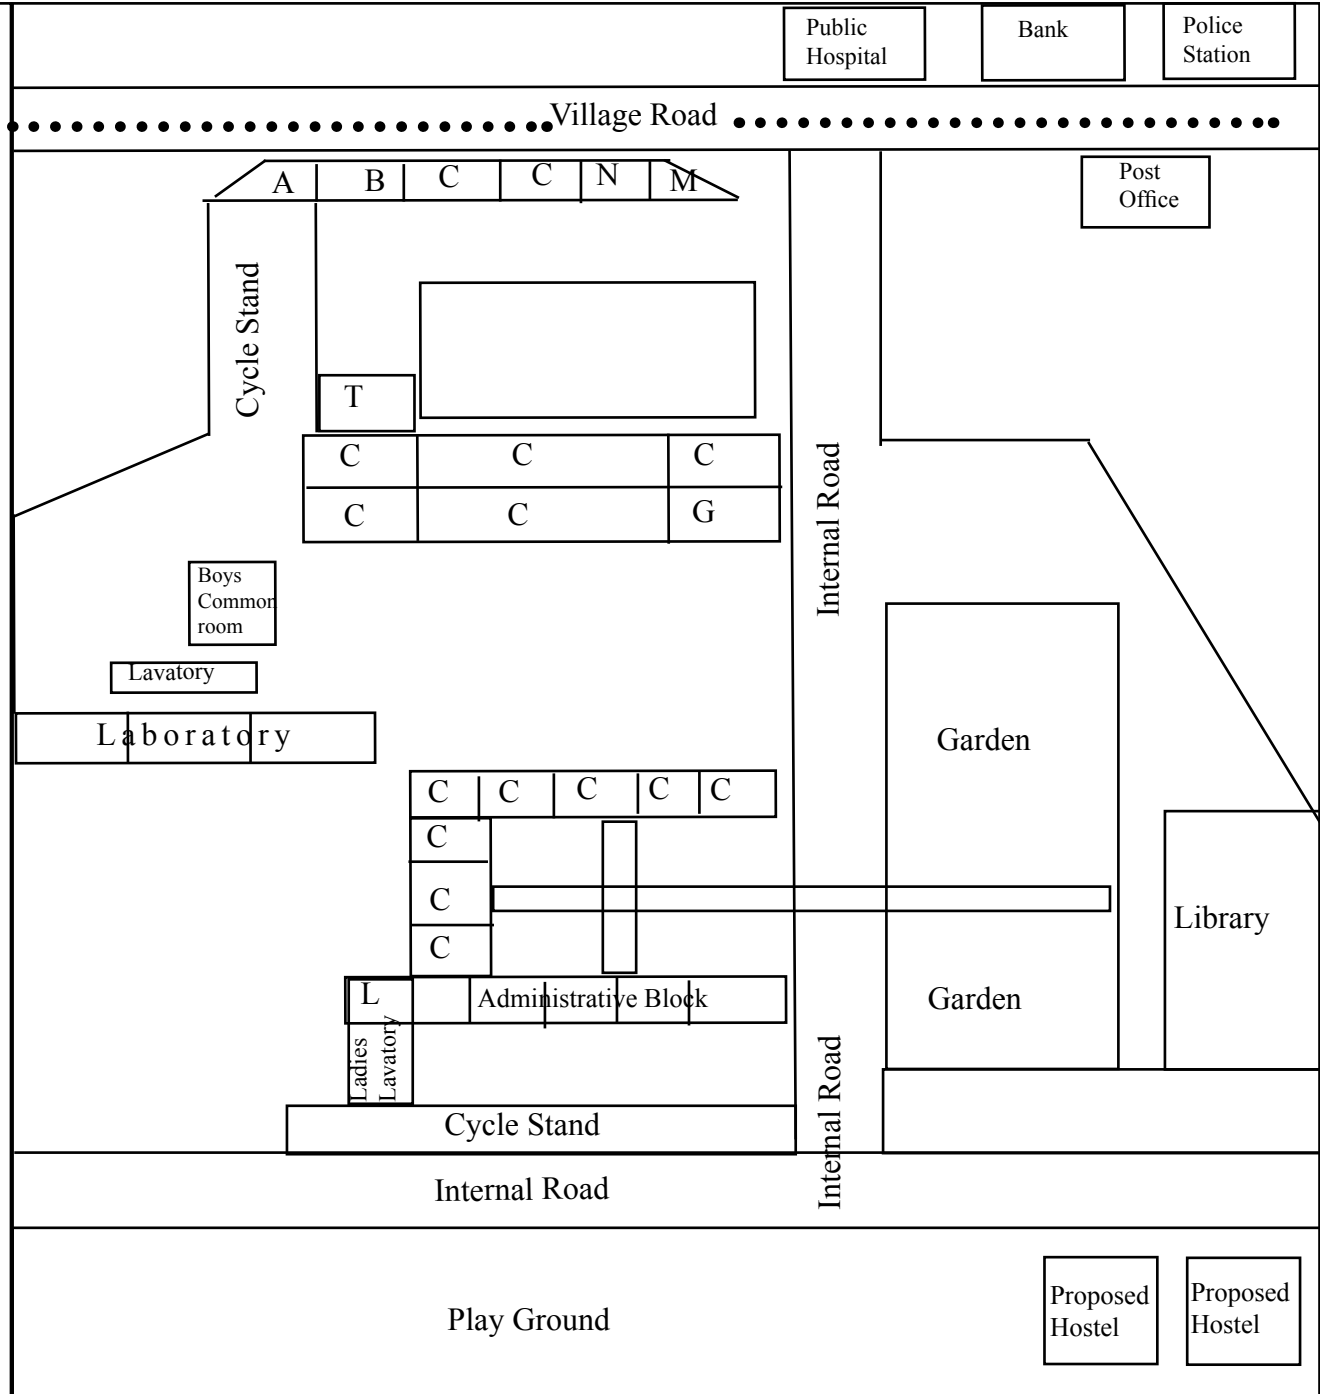 Public
Hospital
Bank
Police
Station
Village Road
A B C C N M
Post
Office
Cycle Stand
T
C C C
C C G
Internal Road
Boys
Common
room
Lavatory
Laboratory
Garden
C C C C C
C
C
C
Library
L
Administrative Block
Garden
Ladies
Lavatory
Cycle Stand
Internal Road
Internal Road
Play Ground
Proposed
Hostel
Proposed
Hostel